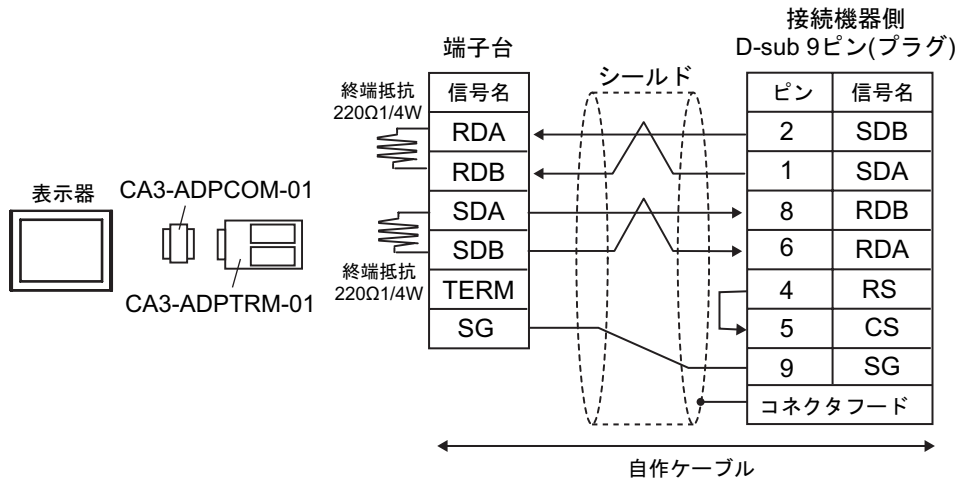 接続機器側
端子台
D-sub 9ピン(プラグ)
シールド
終端抵抗
220Ω1/4W
信号名
ピン
信号名
RDA
2
SDB
RDB
1
SDA
表示器
CA3-ADPCOM-01
SDA
8
RDB
SDB
6
RDA
終端抵抗
220Ω1/4W
CA3-ADPTRM-01
TERM
4
RS
SG
5
CS
9
SG
コネクタフード
自作ケーブル